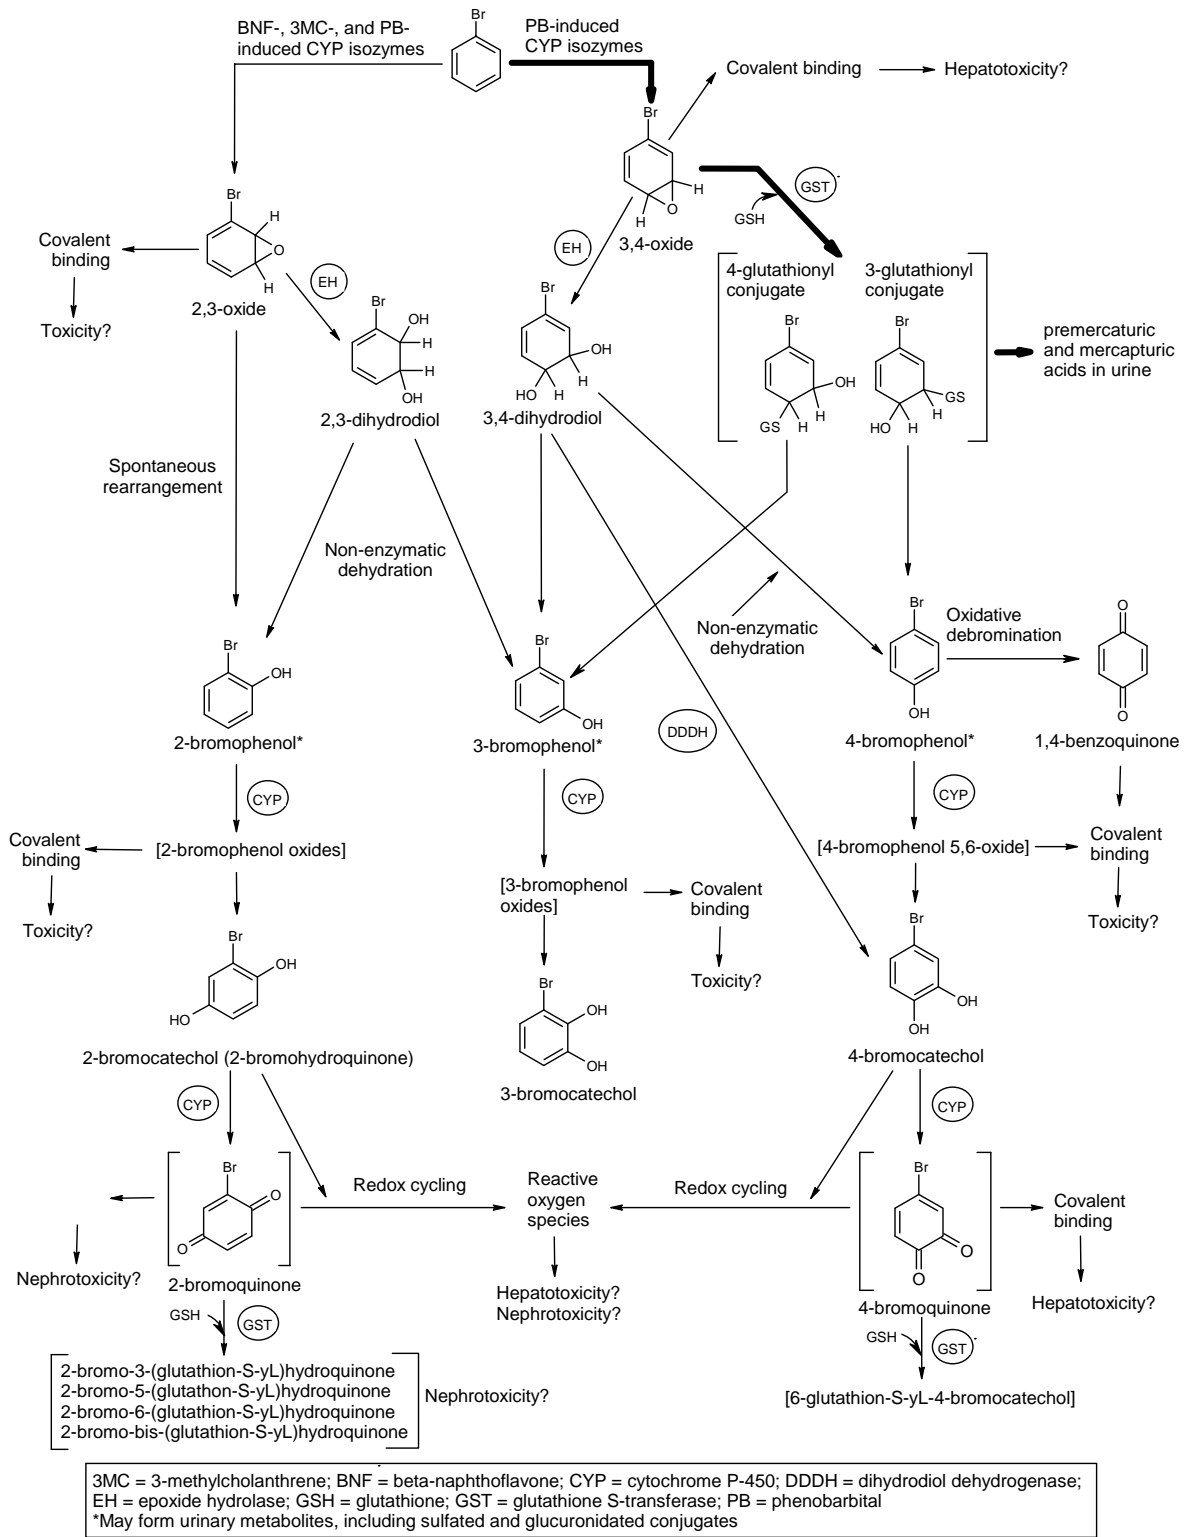 BNF-, 3MC-, and PB-
induced CYP isozymes
Br
PB-induced
CYP isozymes
Covalent binding
Hepatotoxicity?
Br
H
O
H
3,4-oxide
GST
GSH
Br
H
O
H
2,3-oxide
Covalent
binding
Toxicity?
EH
EH
Br
OH
H
H
OH
2,3-dihydrodiol
Br
OH
H
HO
H
3,4-dihydrodiol
4-glutathionyl
conjugate
3-glutathionyl
conjugate
Br
OH
H
GS
H
Br
GS
H
HO
H
premercaturic
and mercapturic
acids in urine
Spontaneous
rearrangement
Non-enzymatic
dehydration
Non-enzymatic
dehydration
Br
OH
2-bromophenol*
Br
OH
3-bromophenol*
DDDH
Br
OH
4-bromophenol*
Oxidative
debromination
O
O
1,4-benzoquinone
CYP
CYP
CYP
Covalent
binding
[2-bromophenol oxides]
Toxicity?
[3-bromophenol
oxides]
Covalent
binding
Toxicity?
[4-bromophenol 5,6-oxide]
Covalent
binding
Toxicity?
Br
OH
HO
2-bromocatechol (2-bromohydroquinone)
Br
OH
OH
3-bromocatechol
Br
OH
OH
4-bromocatechol
CYP
CYP
Br
O
O
2-bromoquinone
Nephrotoxicity?
Redox cycling
Reactive
oxygen
species
Redox cycling
Hepatotoxicity?
Nephrotoxicity?
Br
O
O
4-bromoquinone
Covalent
binding
Hepatotoxicity?
GSH
GST
GSH
GST
2-bromo-3-(glutathion-S-yL)hydroquinone
2-bromo-5-(glutathon-S-yL)hydroquinone
2-bromo-6-(glutathion-S-yL)hydroquinone
2-bromo-bis-(glutathion-S-yL)hydroquinone
Nephrotoxicity?
[6-glutathion-S-yL-4-bromocatechol]
3MC = 3-methylcholanthrene; BNF = beta-naphthoflavone; CYP = cytochrome P-450; DDDH = dihydrodiol dehydrogenase;
EH = epoxide hydrolase; GSH = glutathione; GST = glutathione S-transferase; PB = phenobarbital
*May form urinary metabolites, including sulfated and glucuronidated conjugates